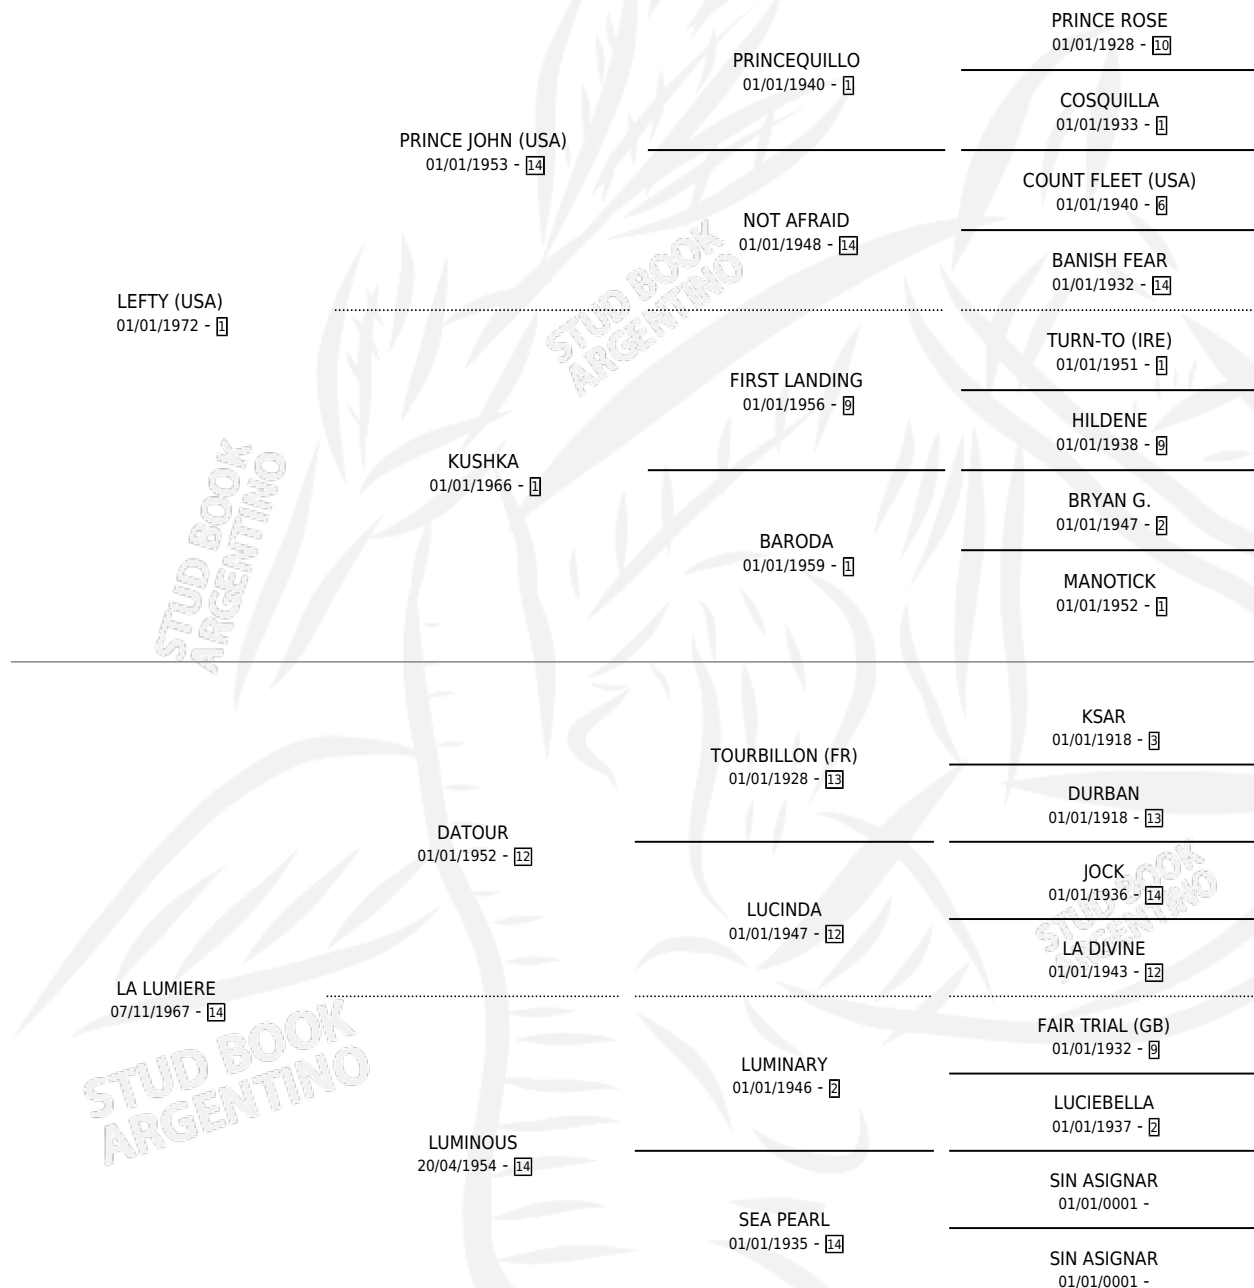 PRINCE ROSE
01/01/1928 - 10
PRINCEQUILLO
01/01/1940 - 1
COSQUILLA
01/01/1933 - 1
PRINCE JOHN (USA)
01/01/1953 - 14
COUNT FLEET (USA)
01/01/1940 - 6
NOT AFRAID
01/01/1948 - 14
BANISH FEAR
01/01/1932 - 14
LEFTY (USA)
01/01/1972 - 1
TURN-TO (IRE)
01/01/1951 - 1
FIRST LANDING
01/01/1956 - 9
HILDENE
01/01/1938 - 9
KUSHKA
01/01/1966 - 1
BRYAN G.
01/01/1947 - 2
BARODA
01/01/1959 - 1
MANOTICK
01/01/1952 - 1
KSAR
01/01/1918 - 3
TOURBILLON (FR)
01/01/1928 - 13
DURBAN
01/01/1918 - 13
DATOUR
01/01/1952 - 12
JOCK
01/01/1936 - 14
LUCINDA
01/01/1947 - 12
LA DIVINE
01/01/1943 - 12
LA LUMIERE
07/11/1967 - 14
FAIR TRIAL (GB)
01/01/1932 - 9
LUMINARY
01/01/1946 - 2
LUCIEBELLA
01/01/1937 - 2
LUMINOUS
20/04/1954 - 14
SIN ASIGNAR
01/01/0001 -
SEA PEARL
01/01/1935 - 14
SIN ASIGNAR
01/01/0001 -
STUD BOOK
ARGENTINO
STUD BOOK
ARGENTINO
STUD BOOK
ARGENTINO
STUD BOOK
ARGENTINO